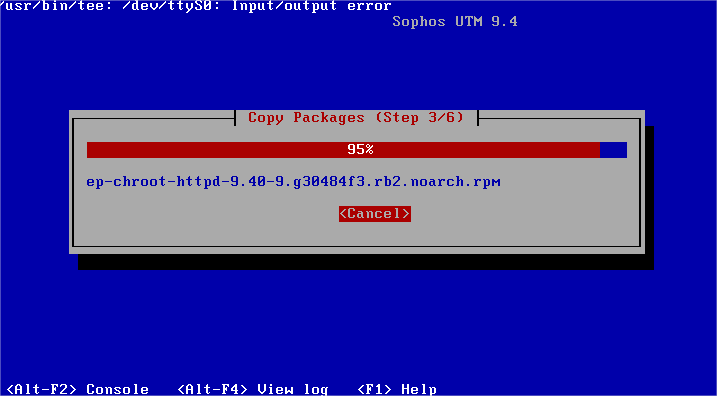 /usr/bin/tee: /dev/ttyS0: Input/output error
Sophos UTM 9.4
Copy Packages (Step 3/6)
95%
ep-chroot-httpd-9.40-9.g30484f3.rb2.noarch.rpm
<Cancel>
<Alt-F2> Console <Alt-F4> View log <F1> Help